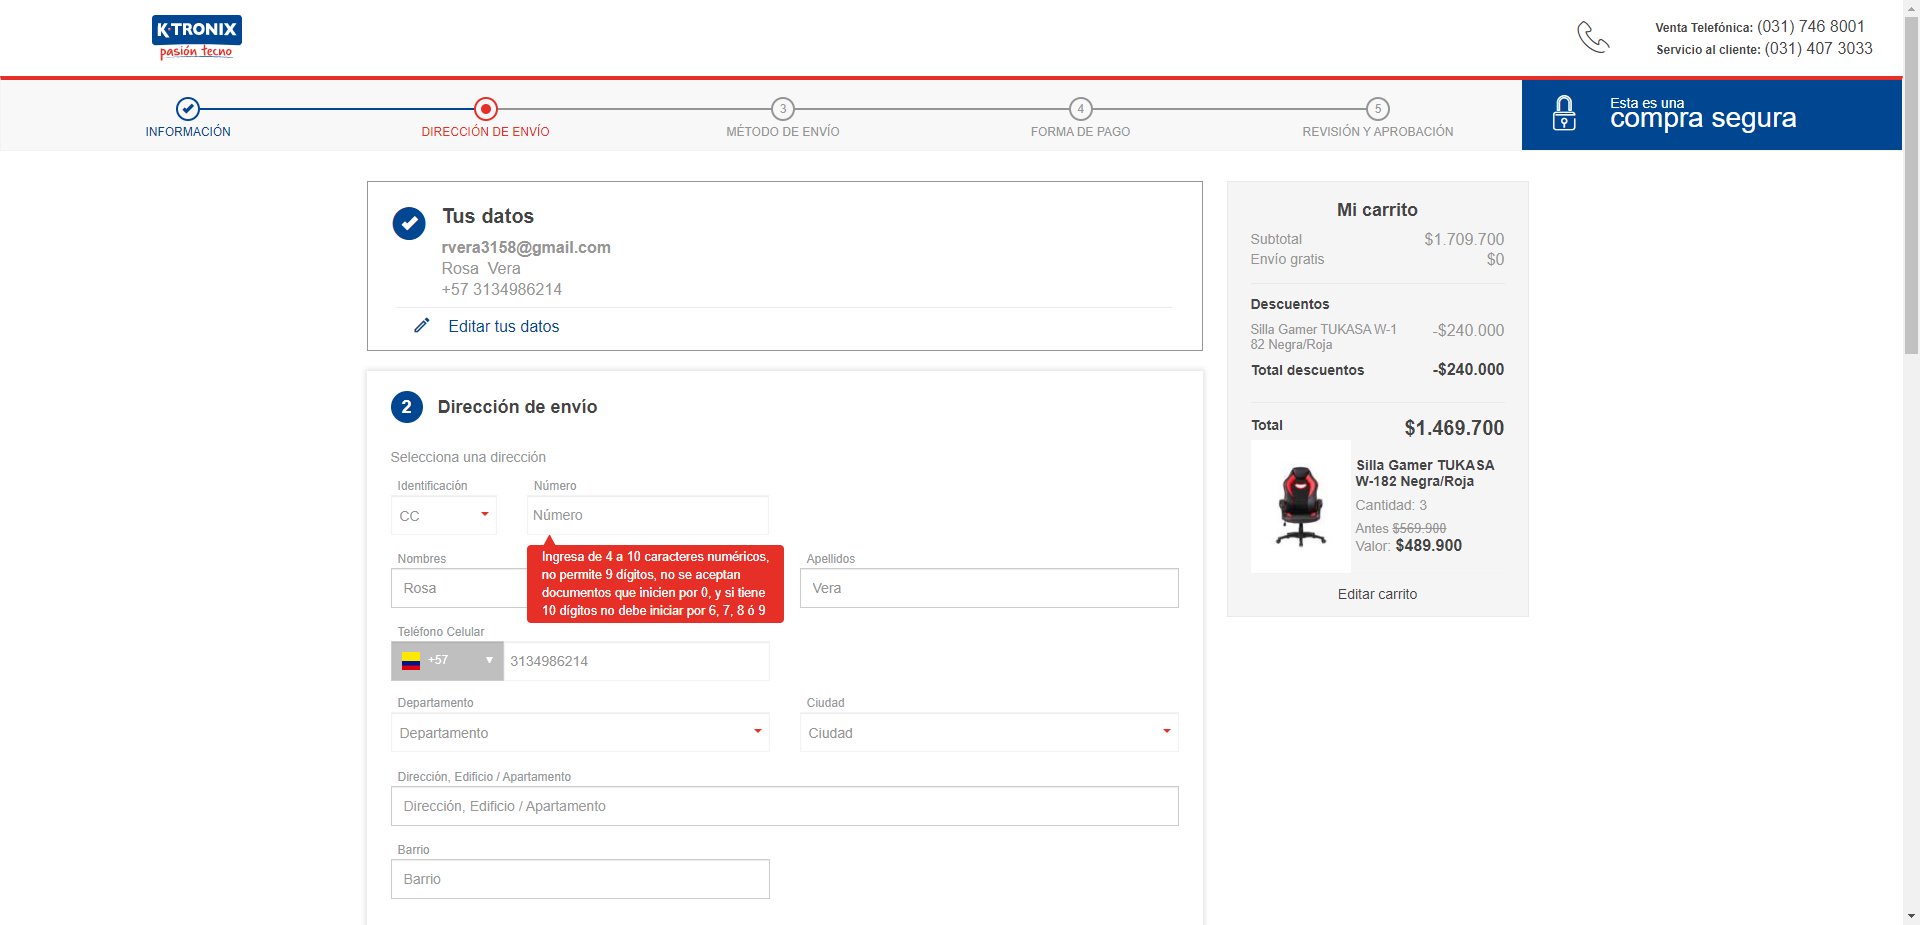 K-TRONIX
pasión tecno
Venta Telefónica: (031) 746 8001
Servicio al cliente: (031) 407 3033
INFORMACIÓN
DIRECCIÓN DE ENVÍO
3
MÉTODO DE ENVÍO
4
FORMA DE PAGO
5
REVISIÓN Y APROBACIÓN
Esta es una
compra segura
Tus datos
rvera3158@gmail.com
Rosa Vera
+57 3134986214
Editar tus datos
2 Dirección de envío
Selecciona una dirección
Identificación Número
CC Número
Ingresa de 4 a 10 caracteres numéricos,
no permite 9 dígitos, no se aceptan
documentos que inicien por 0, y si tiene
10 dígitos no debe iniciar por 6, 7, 8 ó 9
Nombres Apellidos
Rosa Vera
Teléfono Celular
+57 ▼ 3134986214
Departamento Ciudad
Departamento Ciudad
Dirección, Edificio / Apartamento
Dirección, Edificio / Apartamento
Barrio
Barrio
Mi carrito
Subtotal $1.709.700
Envío gratis $0
Descuentos
Silla Gamer TUKASA W-1
82 Negra/Roja -$240.000
Total descuentos -$240.000
Total $1.469.700
Silla Gamer TUKASA
W-182 Negra/Roja
Cantidad: 3
Antes $569.900
Valor: $489.900
Editar carrito